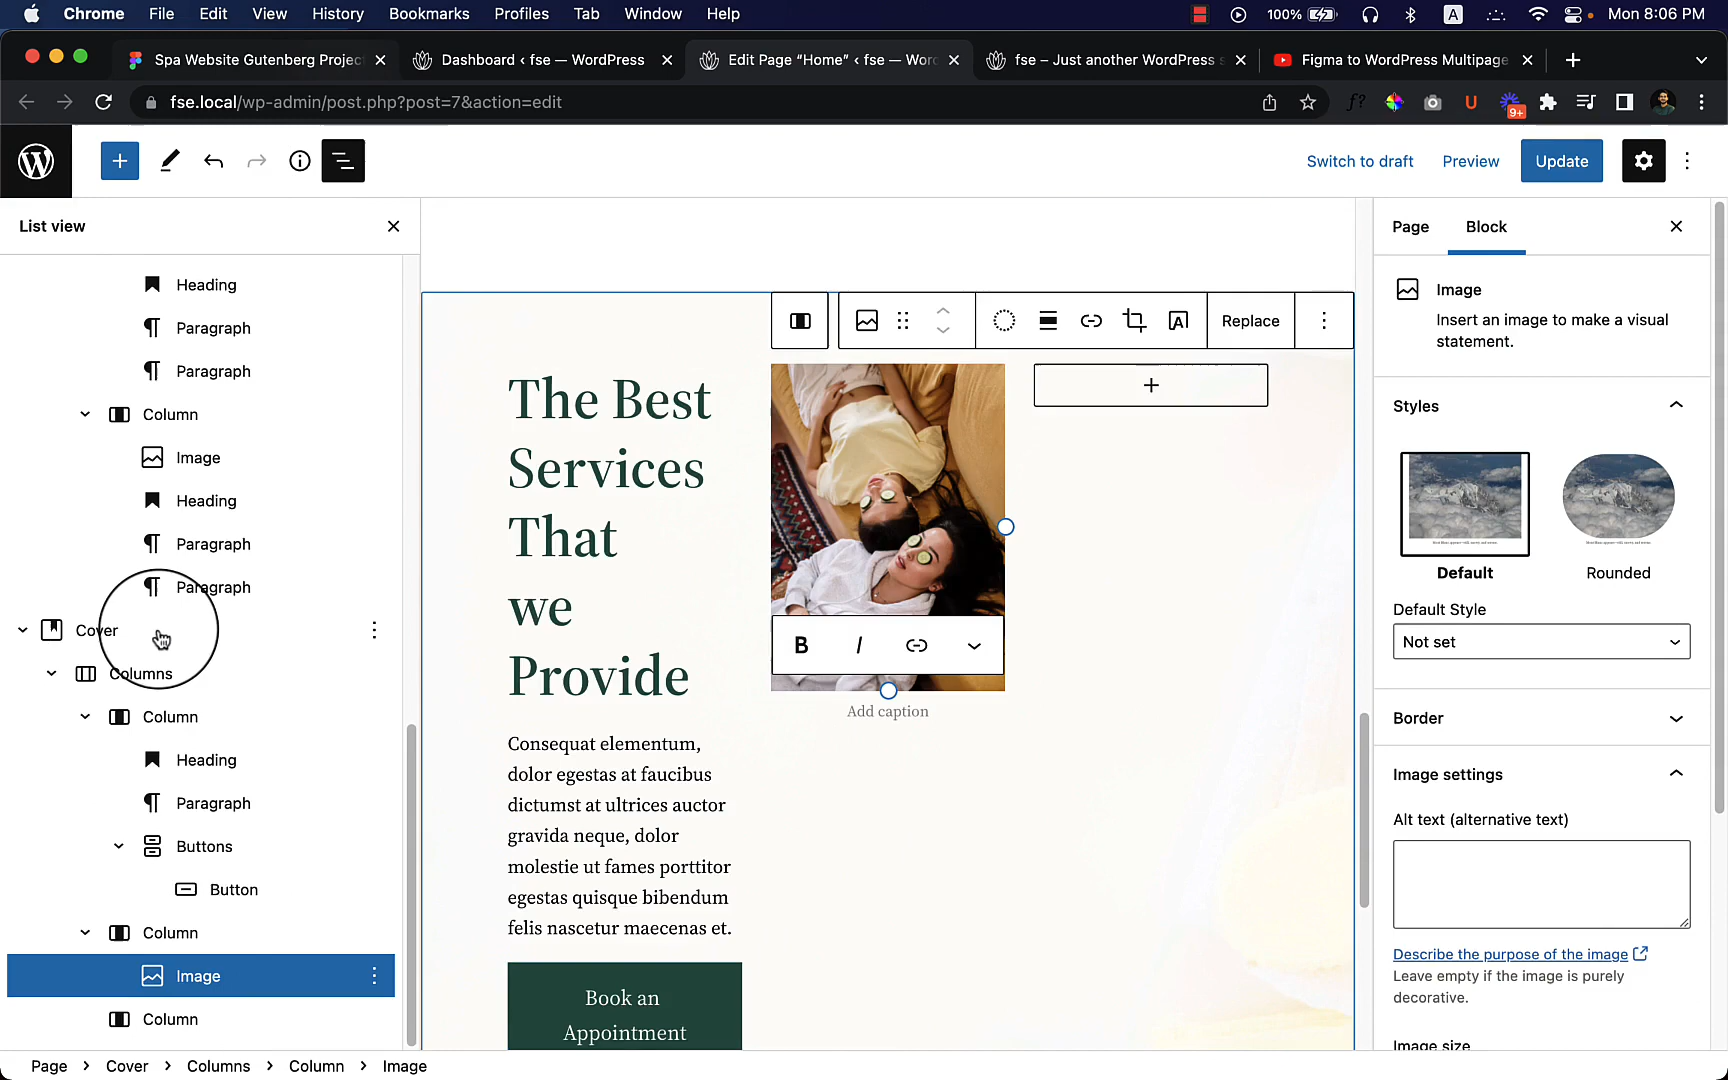 Chrome File Edit View History Bookmarks Profiles Tab Window Help
100% A Mon 8:06 PM
Spa Website Gutenberg Projec
Dashboard ‹ fse — WordPress
Edit Page “Home” ‹ fse — Wor
fse – Just another WordPress s
Figma to WordPress Multipage
fse.local/wp-admin/post.php?post=7&action=edit
f?
U
9+
Switch to draft
Preview
Update
List view
Heading
Paragraph
Paragraph
Column
Image
Heading
Paragraph
Paragraph
Cover
Columns
Column
Heading
Paragraph
Buttons
Button
Column
Image
Column
Replace
The Best
Services
That
we
Provide
B I
Add caption
Consequat elementum,
dolor egestas at faucibus
dictumst at ultrices auctor
gravida neque, dolor
molestie ut fames porttitor
egestas quisque bibendum
felis nascetur maecenas et.
Book an
Appointment
Page Block
Image
Insert an image to make a visual
statement.
Styles
Default
Rounded
Default Style
Not set
Border
Image settings
Alt text (alternative text)
Describe the purpose of the image
Leave empty if the image is purely
decorative.
Image size
Page › Cover › Columns › Column › Image